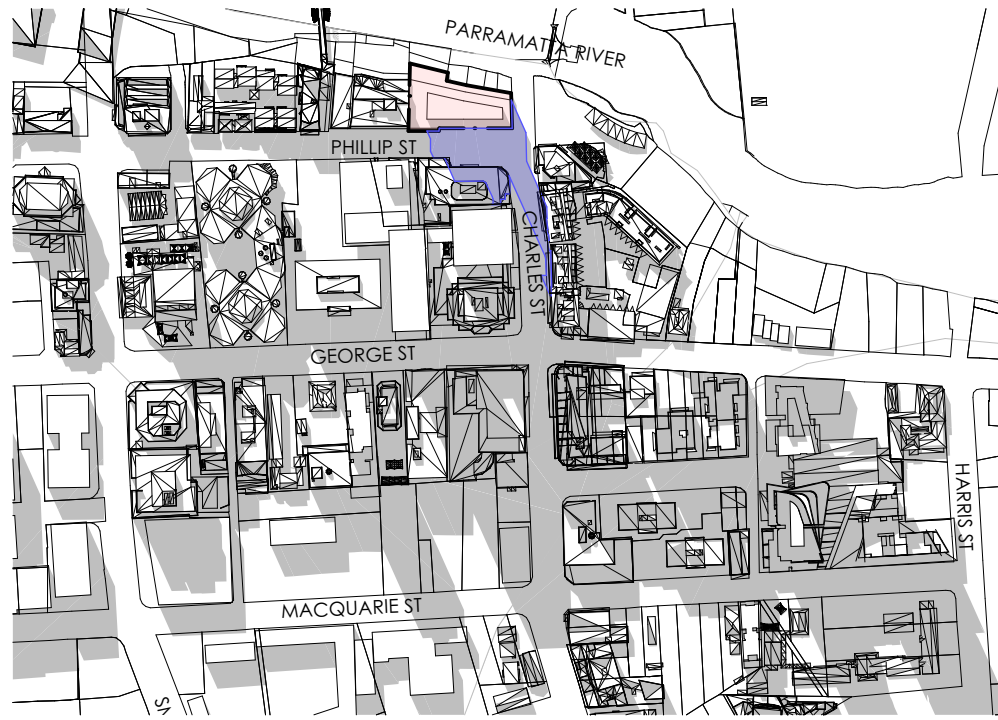 PARRAMATTA RIVER
PHILLIP ST
CHARLES ST
GEORGE ST
HARRIS ST
MACQUARIE ST